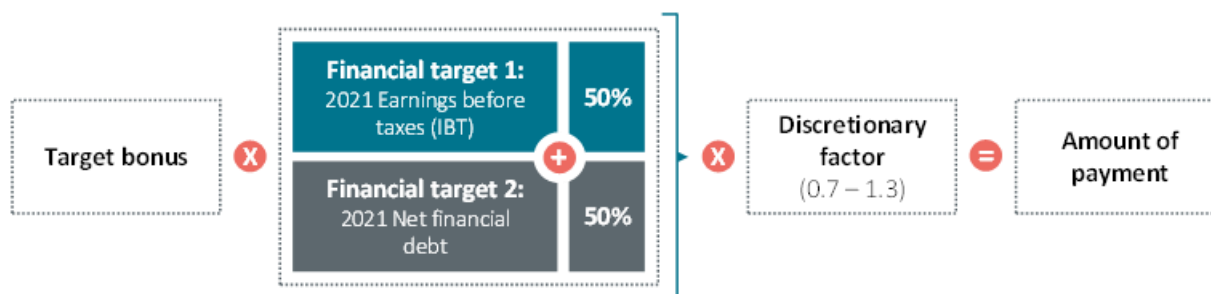 Target bonus
X
Financial target 1:
2021 Earnings before
taxes (IBT)
50%
+
Financial target 2:
2021 Net financial
debt
50%
X
Discretionary
factor
(0.7 – 1.3)
=
Amount of
payment